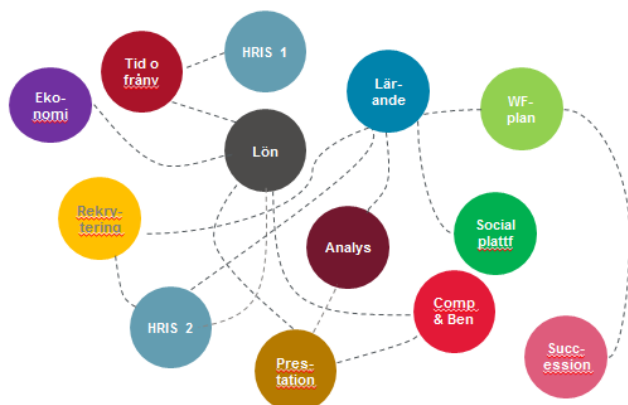 Eko-
nomi
Tid o
frånv
HRIS 1
Lön
Lär-
ande
WF-
plan
Rekry-
tering
Analys
Social
plattf
HRIS 2
Pres-
tation
Comp
& Ben
Succ-
ession